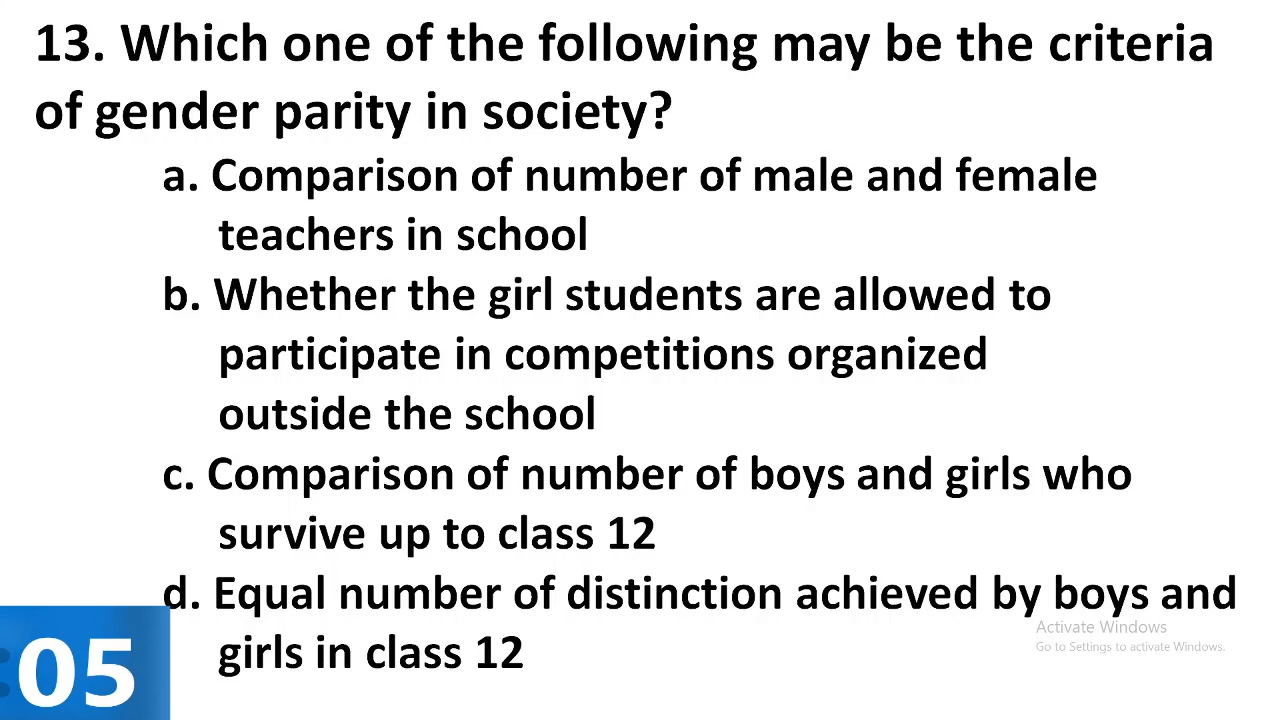 13. Which one of the following may be the criteria
of gender parity in society?
a. Comparison of number of male and female
teachers in school
b. Whether the girl students are allowed to
participate in competitions organized
outside the school
c. Comparison of number of boys and girls who
survive up to class 12
d. Equal number of distinction achieved by boys and
girls in class 12
Activate Windows
Go to Settings to activate Windows.
05